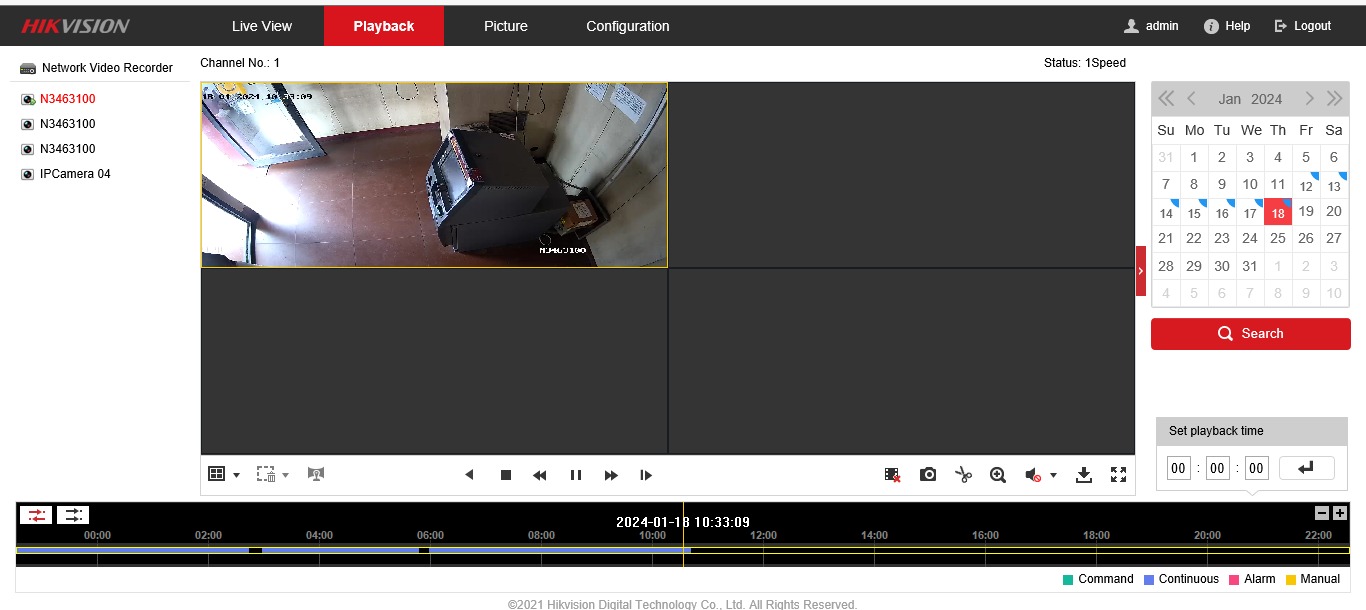 HIKVISION
Live View
Playback
Picture
Configuration
admin
Help
Logout
Network Video Recorder
Channel No.: 1
Status: 1Speed
N3463100
N3463100
N3463100
IPCamera 04
N3463100
Jan 2024
Su Mo Tu We Th Fr Sa
31 1 2 3 4 5 6
7 8 9 10 11 12 13
14 15 16 17 18 19 20
21 22 23 24 25 26 27
28 29 30 31 1 2 3
4 5 6 7 8 9 10
Search
Set playback time
00 : 00 : 00
2024-01-18 10:33:09
00:00 02:00 04:00 06:00 08:00 10:00 12:00 14:00 16:00 18:00 20:00 22:00
Command Continuous Alarm Manual
©2021 Hikvision Digital Technology Co., Ltd. All Rights Reserved.